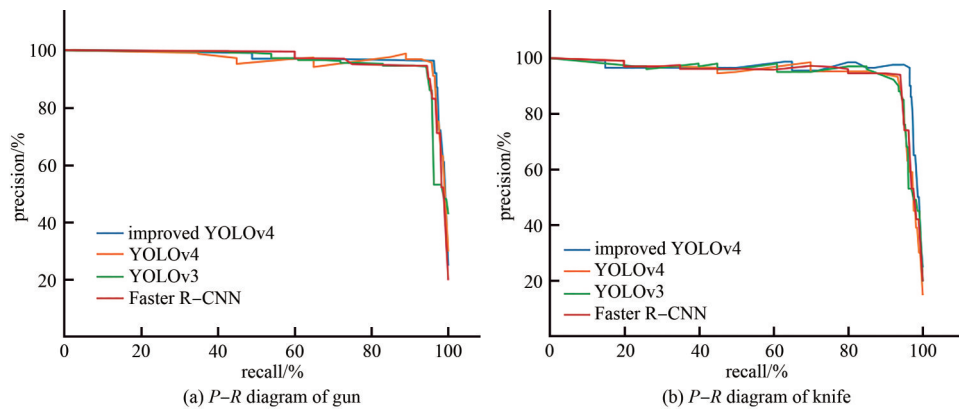 100
80
60
40
20
precision/%
improved YOLOv4
YOLOv4
YOLOv3
Faster R–CNN
0 20 40 60 80 100
recall/%
(a) P–R diagram of gun
100
80
60
40
20
0
precision/%
improved YOLOv4
YOLOv4
YOLOv3
Faster R–CNN
0 20 40 60 80 100
recall/%
(b) P–R diagram of knife